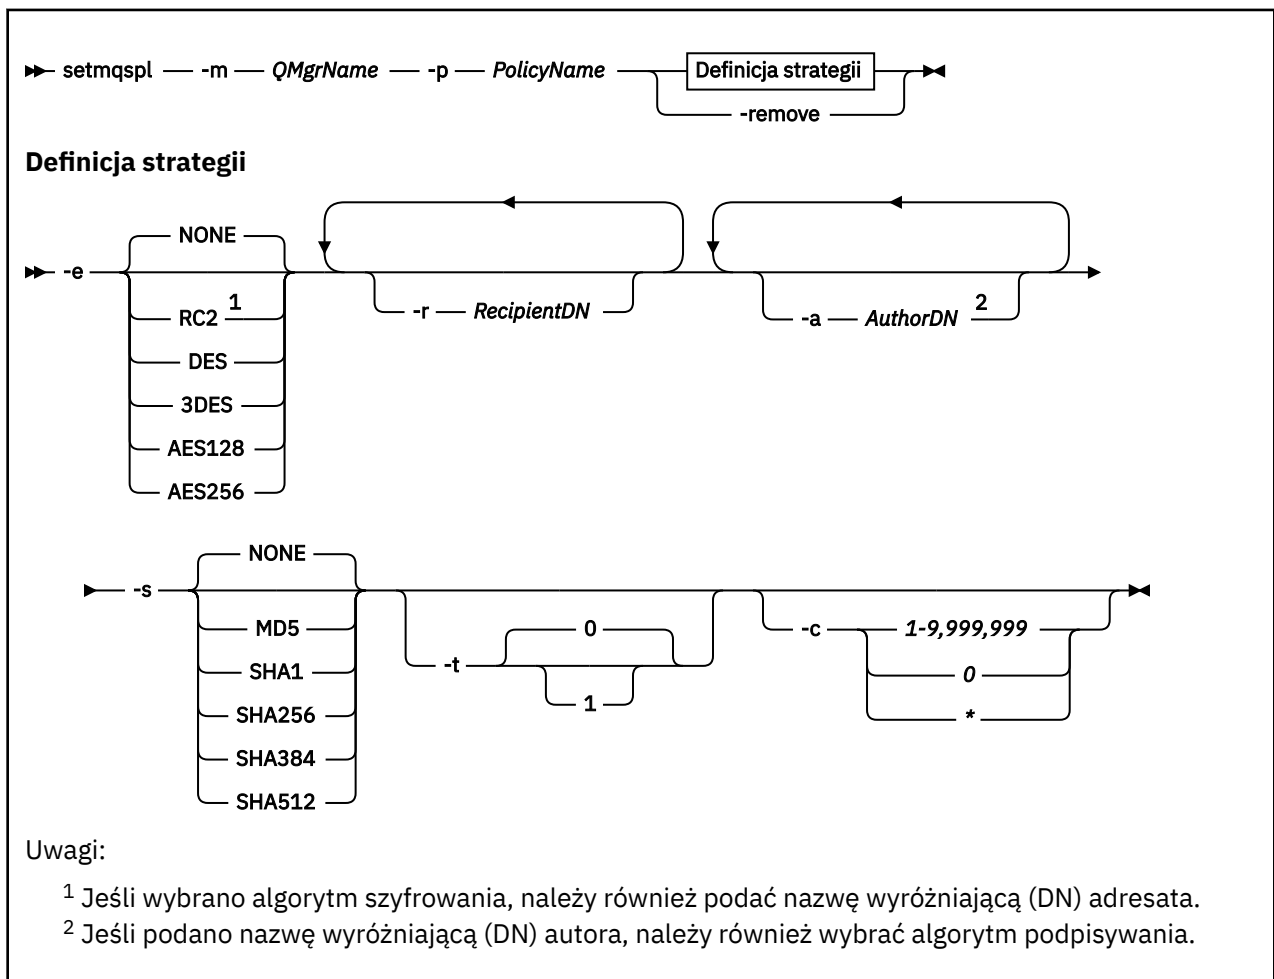 setmqspl -m QMgrName -p PolicyName Definicja strategii
-remove
Definicja strategii
NONE
-e
RC2 1
-r RecipientDN
-a AuthorDN 2
DES
3DES
AES128
AES256
NONE
-s
MD5
0
-c 1-9,999,999
-t
SHA1
0
1
SHA256
*
SHA384
SHA512
Uwagi:
1 Jeśli wybrano algorytm szyfrowania, należy również podać nazwę wyróżniającą (DN) adresata.
2 Jeśli podano nazwę wyróżniającą (DN) autora, należy również wybrać algorytm podpisywania.